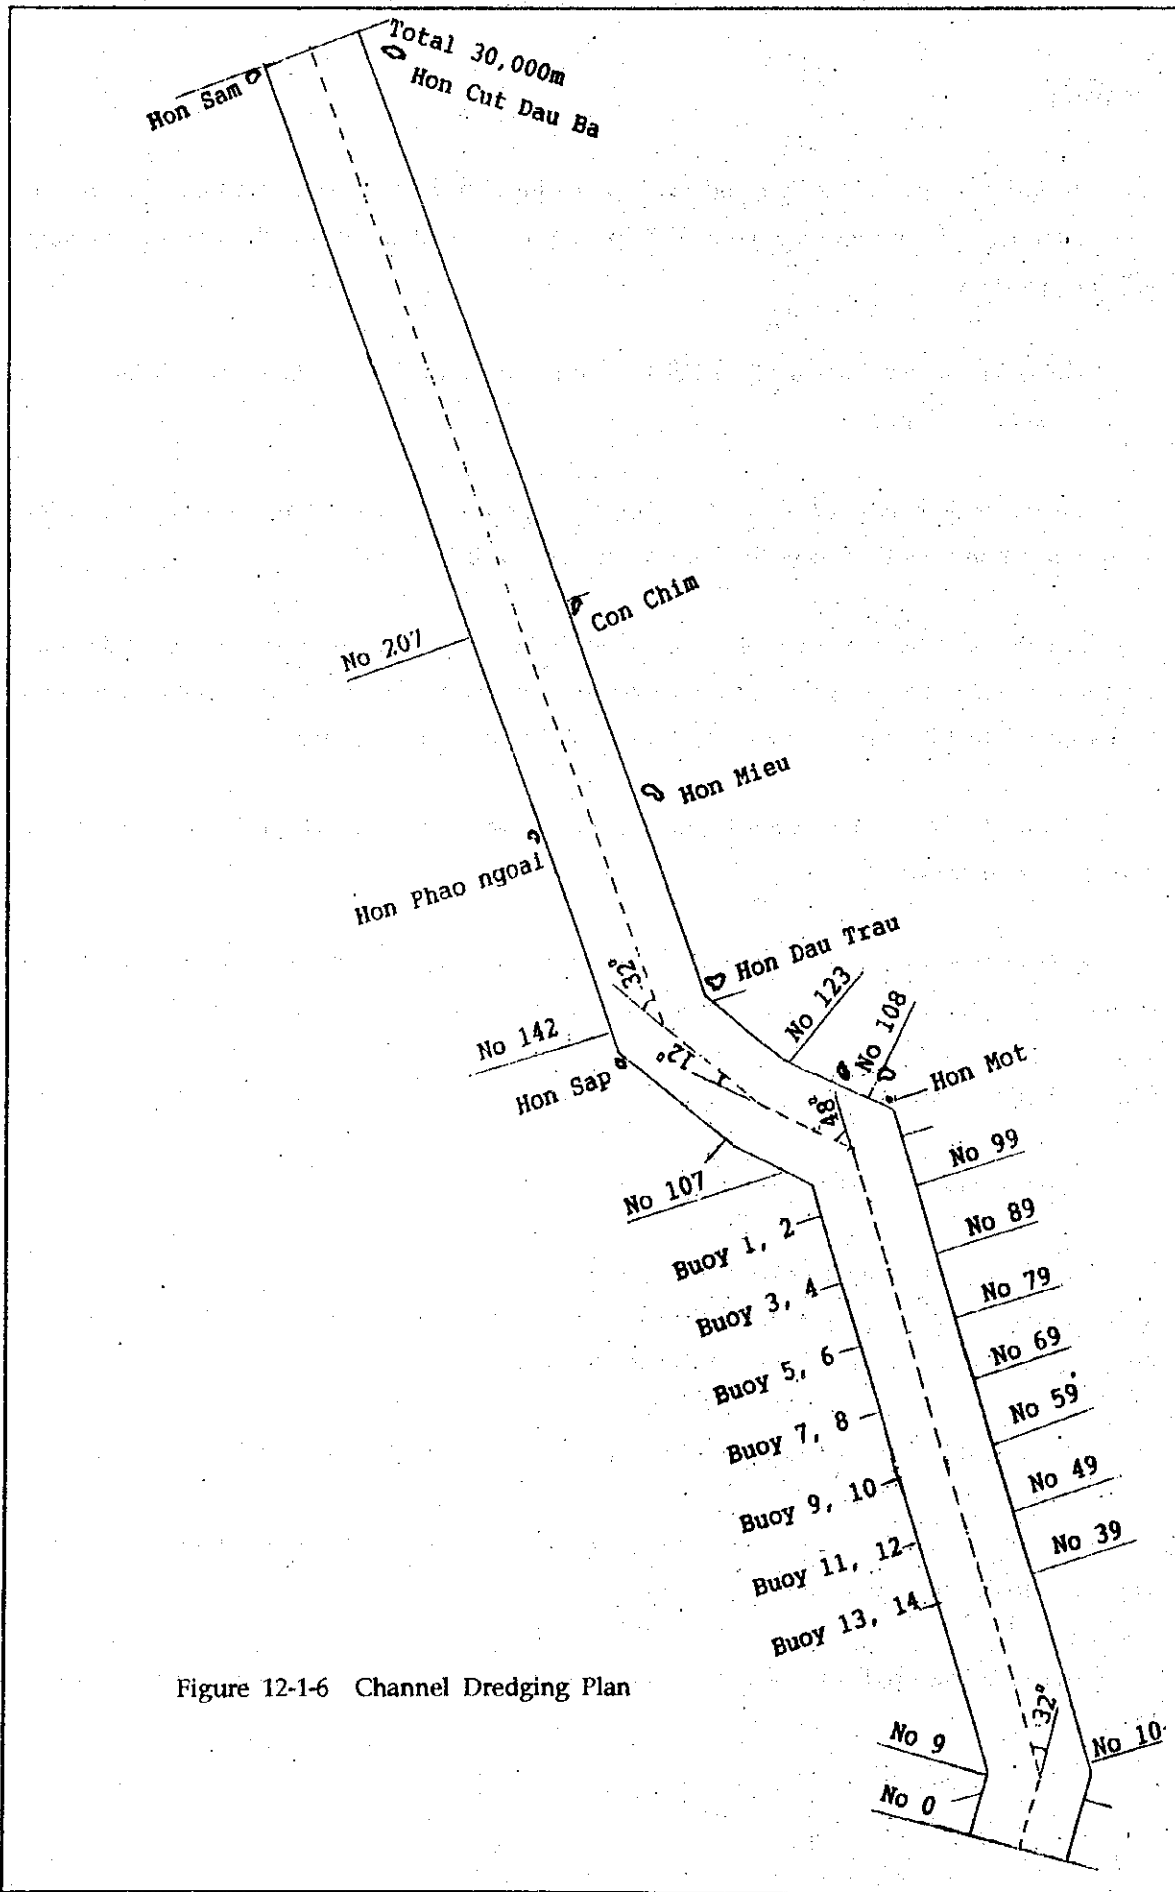 Total 30,000m
Hon Sam
Hon Cut Dau Ba
Con Chim
No 207
Hon Mieu
Hon Phao ngoai
Hon Dau Trau
32°
No 123
No 108
No 142
12°
Hon Mot
Hon Sap
48°
No 99
No 107
No 89
Buoy 1, 2
No 79
Buoy 3, 4
No 69
Buoy 5, 6
No 59
Buoy 7, 8
No 49
Buoy 9, 10
No 39
Buoy 11, 12
Buoy 13, 14
Figure 12-1-6 Channel Dredging Plan
32°
No 9
No 10
No 0